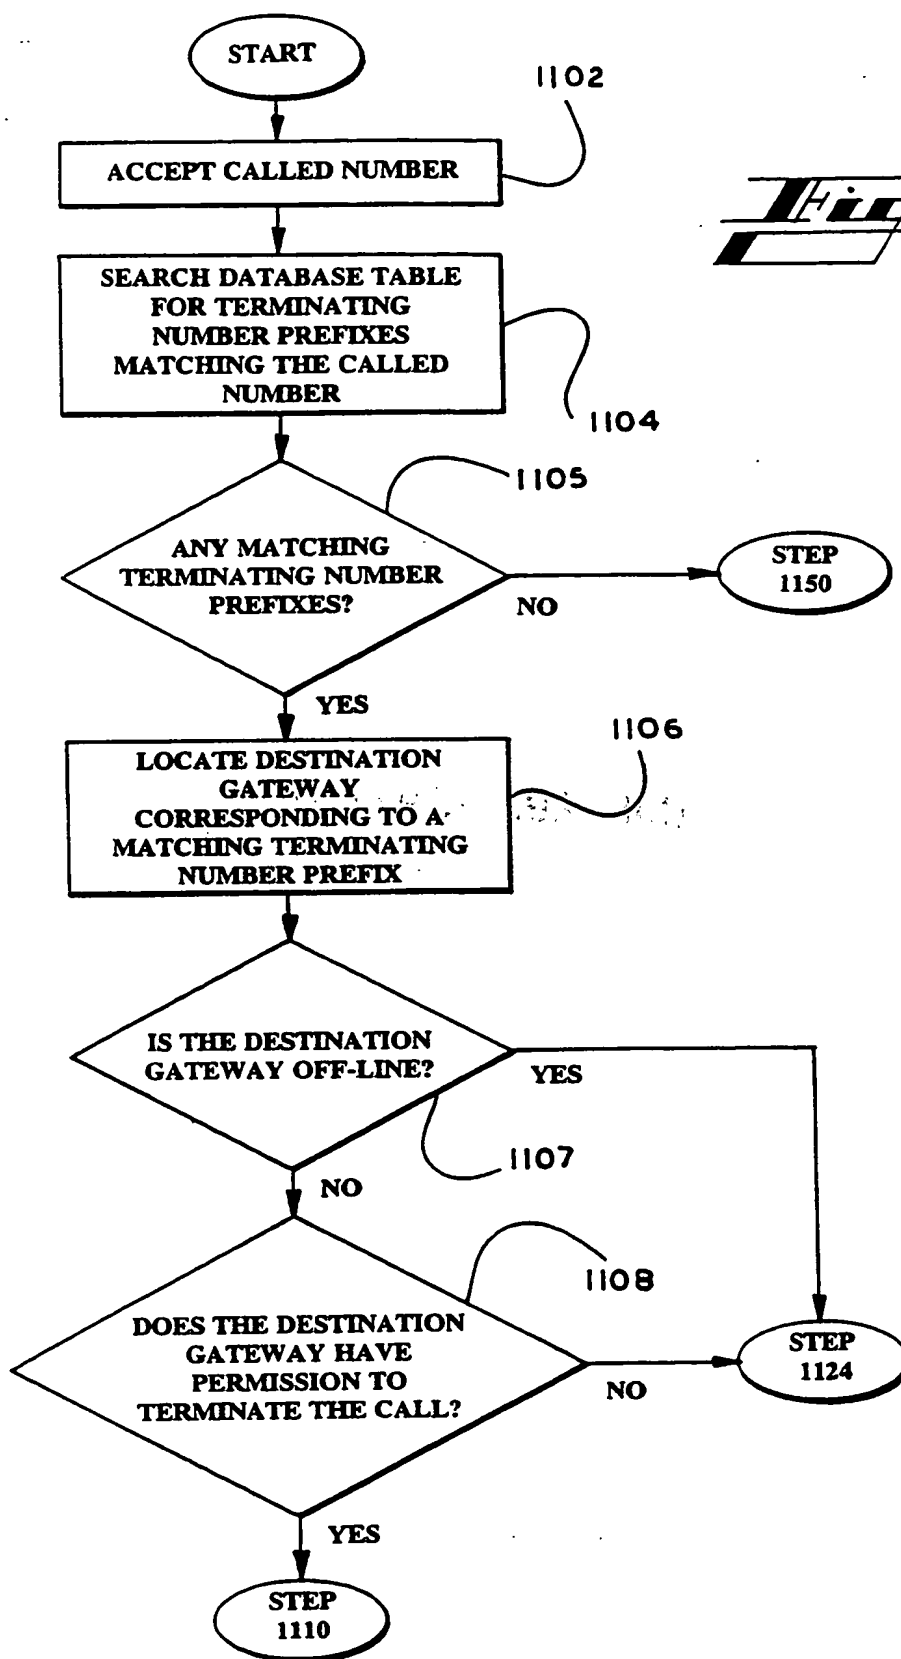 START
1102
ACCEPT CALLED NUMBER
SEARCH DATABASE TABLE
FOR TERMINATING
NUMBER PREFIXES
MATCHING THE CALLED
NUMBER
1104
1105
ANY MATCHING
TERMINATING NUMBER
PREFIXES?
NO
STEP
1150
YES
1106
LOCATE DESTINATION
GATEWAY
CORRESPONDING TO A
MATCHING TERMINATING
NUMBER PREFIX
IS THE DESTINATION
GATEWAY OFF-LINE?
YES
1107
NO
1108
DOES THE DESTINATION
GATEWAY HAVE
PERMISSION TO
TERMINATE THE CALL?
NO
STEP
1124
YES
STEP
1110